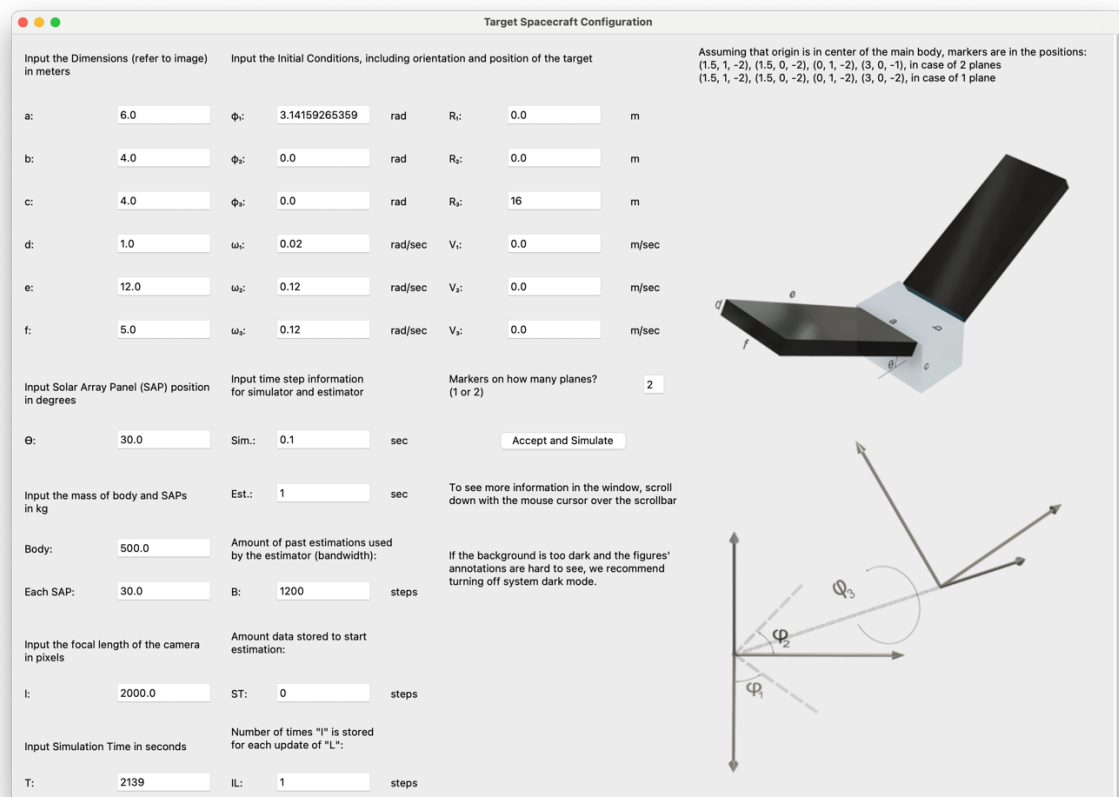 Target Spacecraft Configuration
Input the Dimensions (refer to image)
in meters
Input the Initial Conditions, including orientation and position of the target
Assuming that origin is in center of the main body, markers are in the positions:
(1.5, 1, -2), (1.5, 0, -2), (0, 1, -2), (3, 0, -1), in case of 2 planes
(1.5, 1, -2), (1.5, 0, -2), (0, 1, -2), (3, 0, -2), in case of 1 plane
a: 6.0 ϕ₁: 3.14159265359 rad R₁: 0.0 m
b: 4.0 ϕ₂: 0.0 rad R₂: 0.0 m
c: 4.0 ϕ₃: 0.0 rad R₃: 16 m
d: 1.0 ω₁: 0.02 rad/sec V₁: 0.0 m/sec
e: 12.0 ω₂: 0.12 rad/sec V₂: 0.0 m/sec
f: 5.0 ω₃: 0.12 rad/sec V₃: 0.0 m/sec
d
e
f
a
b
θ
c
Input Solar Array Panel (SAP) position
in degrees
Input time step information
for simulator and estimator
Markers on how many planes?
(1 or 2)
2
Θ: 30.0 Sim.: 0.1 sec
Accept and Simulate
Input the mass of body and SAPs
in kg
Est.: 1 sec
To see more information in the window, scroll
down with the mouse cursor over the scrollbar
Body: 500.0
Amount of past estimations used
by the estimator (bandwidth):
If the background is too dark and the figures'
annotations are hard to see, we recommend
turning off system dark mode.
Each SAP: 30.0 B: 1200 steps
φ₃
φ₂
φ₁
Input the focal length of the camera
in pixels
Amount data stored to start
estimation:
l: 2000.0 ST: 0 steps
Input Simulation Time in seconds
Number of times "l" is stored
for each update of "L":
T: 2139 IL: 1 steps